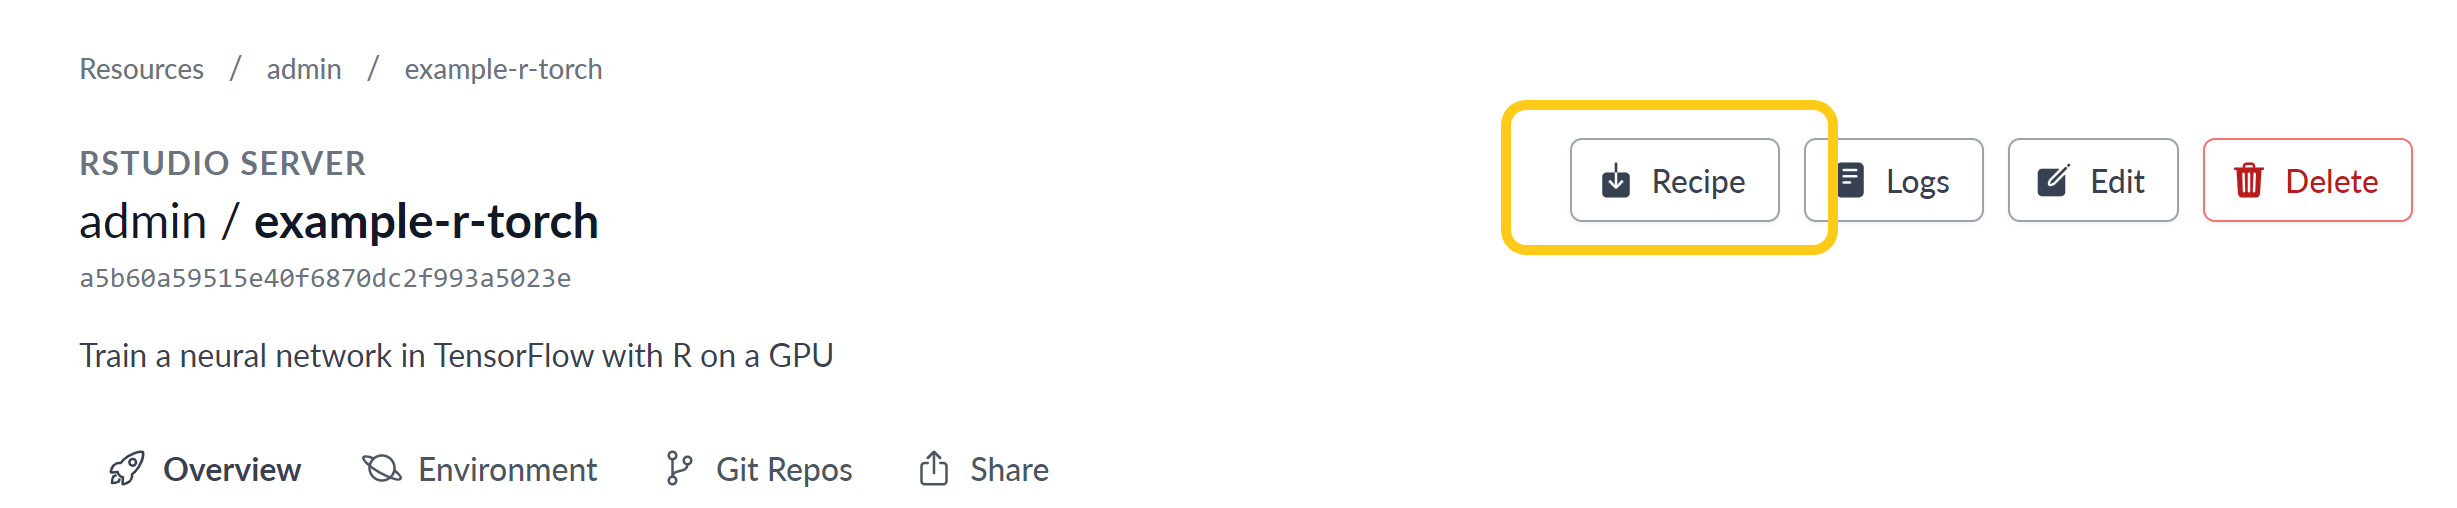 Resources / admin / example-r-torch
RSTUDIO SERVER
admin / example-r-torch
a5b60a59515e40f6870dc2f993a5023e
Recipe Logs Edit Delete
Train a neural network in TensorFlow with R on a GPU
Overview Environment Git Repos Share